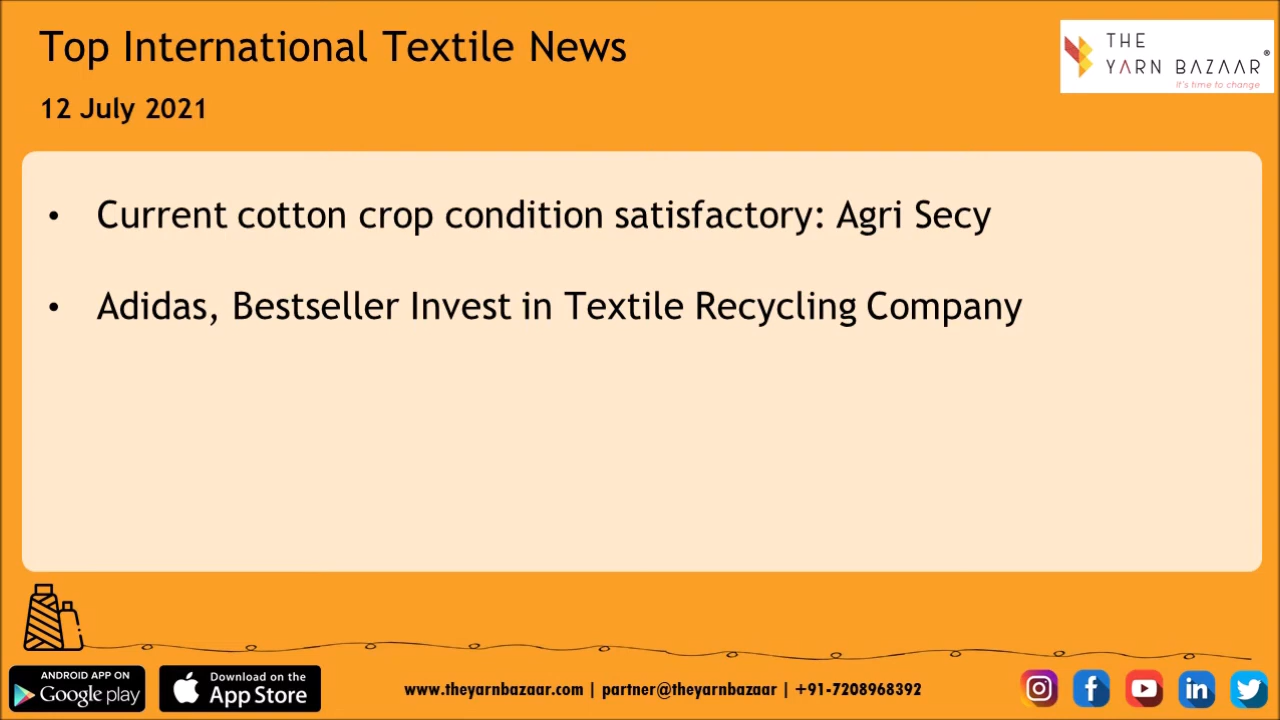 Top International Textile News
12 July 2021
THE
YARN BAZAAR®
it's time to change
• Current cotton crop condition satisfactory: Agri Secy
• Adidas, Bestseller Invest in Textile Recycling Company
ANDROID APP ON
Google play
Download on the
App Store
www.theyarnbazaar.com | partner@theyarnbazaar | +91-7208968392